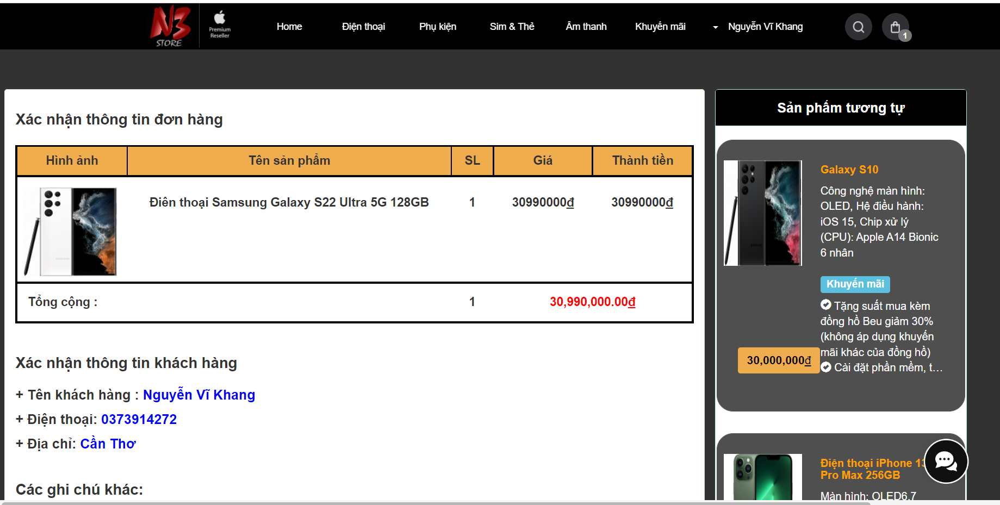 N3
STORE
Premium
Reseller
Home
Điện thoại
Phụ kiện
Sim & Thẻ
Âm thanh
Khuyến mãi
Nguyễn Vĩ Khang
1
Xác nhận thông tin đơn hàng
Hình ảnh Tên sản phẩm SL Giá Thành tiền
Điên thoại Samsung Galaxy S22 Ultra 5G 128GB 1 30990000đ 30990000đ
Tổng cộng : 1 30,990,000.00đ
Xác nhận thông tin khách hàng
+ Tên khách hàng : Nguyễn Vĩ Khang
+ Điện thoại: 0373914272
+ Địa chỉ: Cần Thơ
Các ghi chú khác:
Sản phẩm tương tự
Galaxy S10
Công nghệ màn hình:
OLED, Hệ điều hành:
iOS 15, Chip xử lý
(CPU): Apple A14 Bionic
6 nhân
Khuyến mãi
Tặng suất mua kèm
đồng hồ Beu giảm 30%
(không áp dụng khuyến
mãi khác của đồng hồ)
Cài đặt phần mềm, t...
30,000,000đ
Điện thoại iPhone 13
Pro Max 256GB
Màn hình: OLED6.7